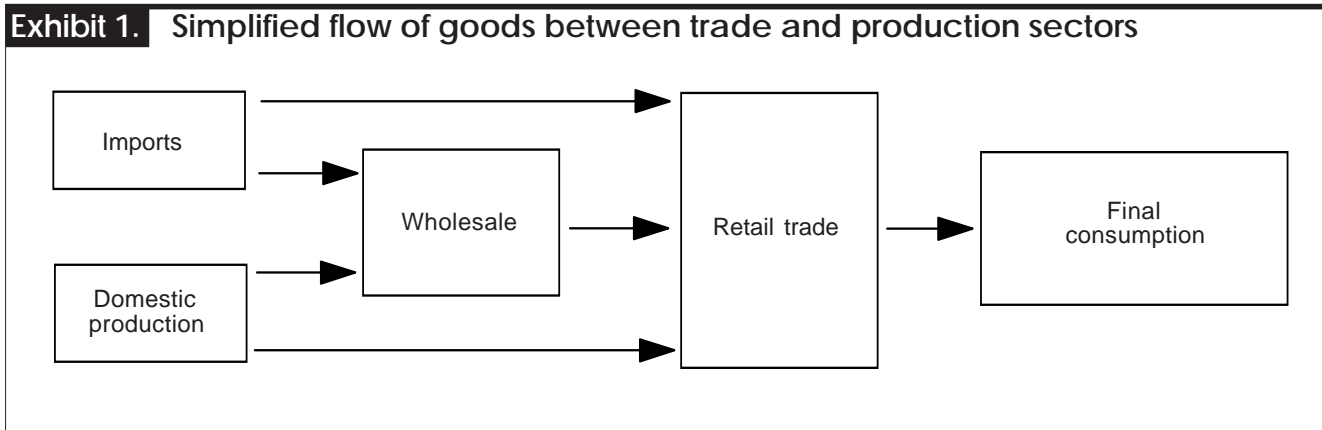 Exhibit 1. Simplified flow of goods between trade and production sectors
Imports
Wholesale
Domestic
production
Retail trade
Final
consumption